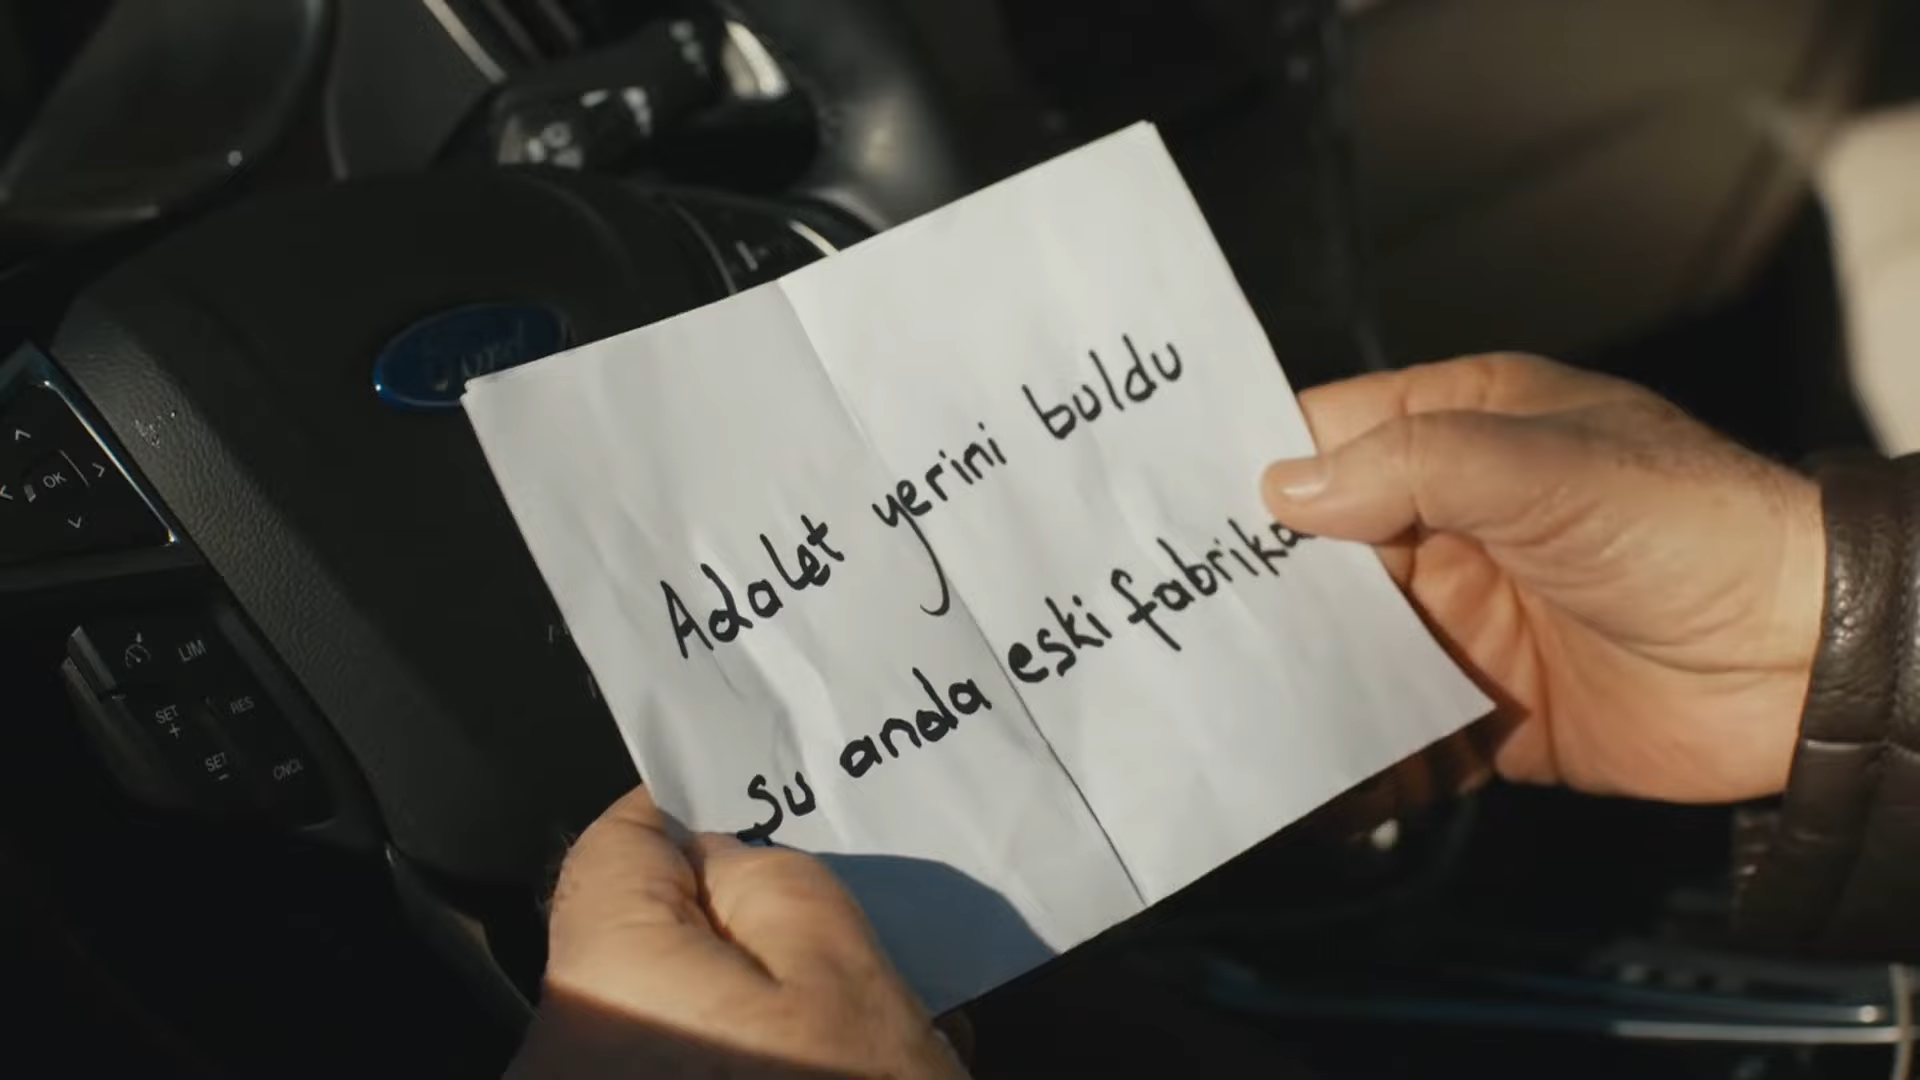 Adalet yerini buldu
şu anda eski fabrika
OK
LIM
SET
+
RES
SET
-
CNCL